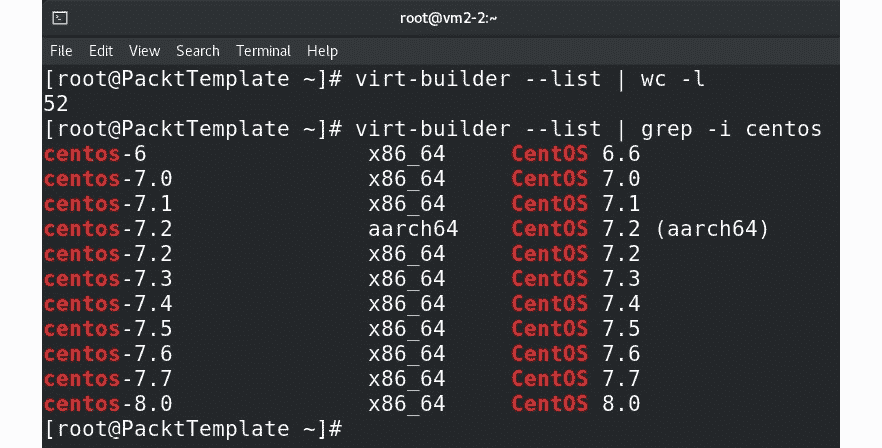 root@vm2-2:~
File Edit View Search Terminal Help
[root@PacktTemplate ~]# virt-builder --list | wc -l
52
[root@PacktTemplate ~]# virt-builder --list | grep -i centos
centos-6 x86_64 CentOS 6.6
centos-7.0 x86_64 CentOS 7.0
centos-7.1 x86_64 CentOS 7.1
centos-7.2 aarch64 CentOS 7.2 (aarch64)
centos-7.2 x86_64 CentOS 7.2
centos-7.3 x86_64 CentOS 7.3
centos-7.4 x86_64 CentOS 7.4
centos-7.5 x86_64 CentOS 7.5
centos-7.6 x86_64 CentOS 7.6
centos-7.7 x86_64 CentOS 7.7
centos-8.0 x86_64 CentOS 8.0
[root@PacktTemplate ~]#